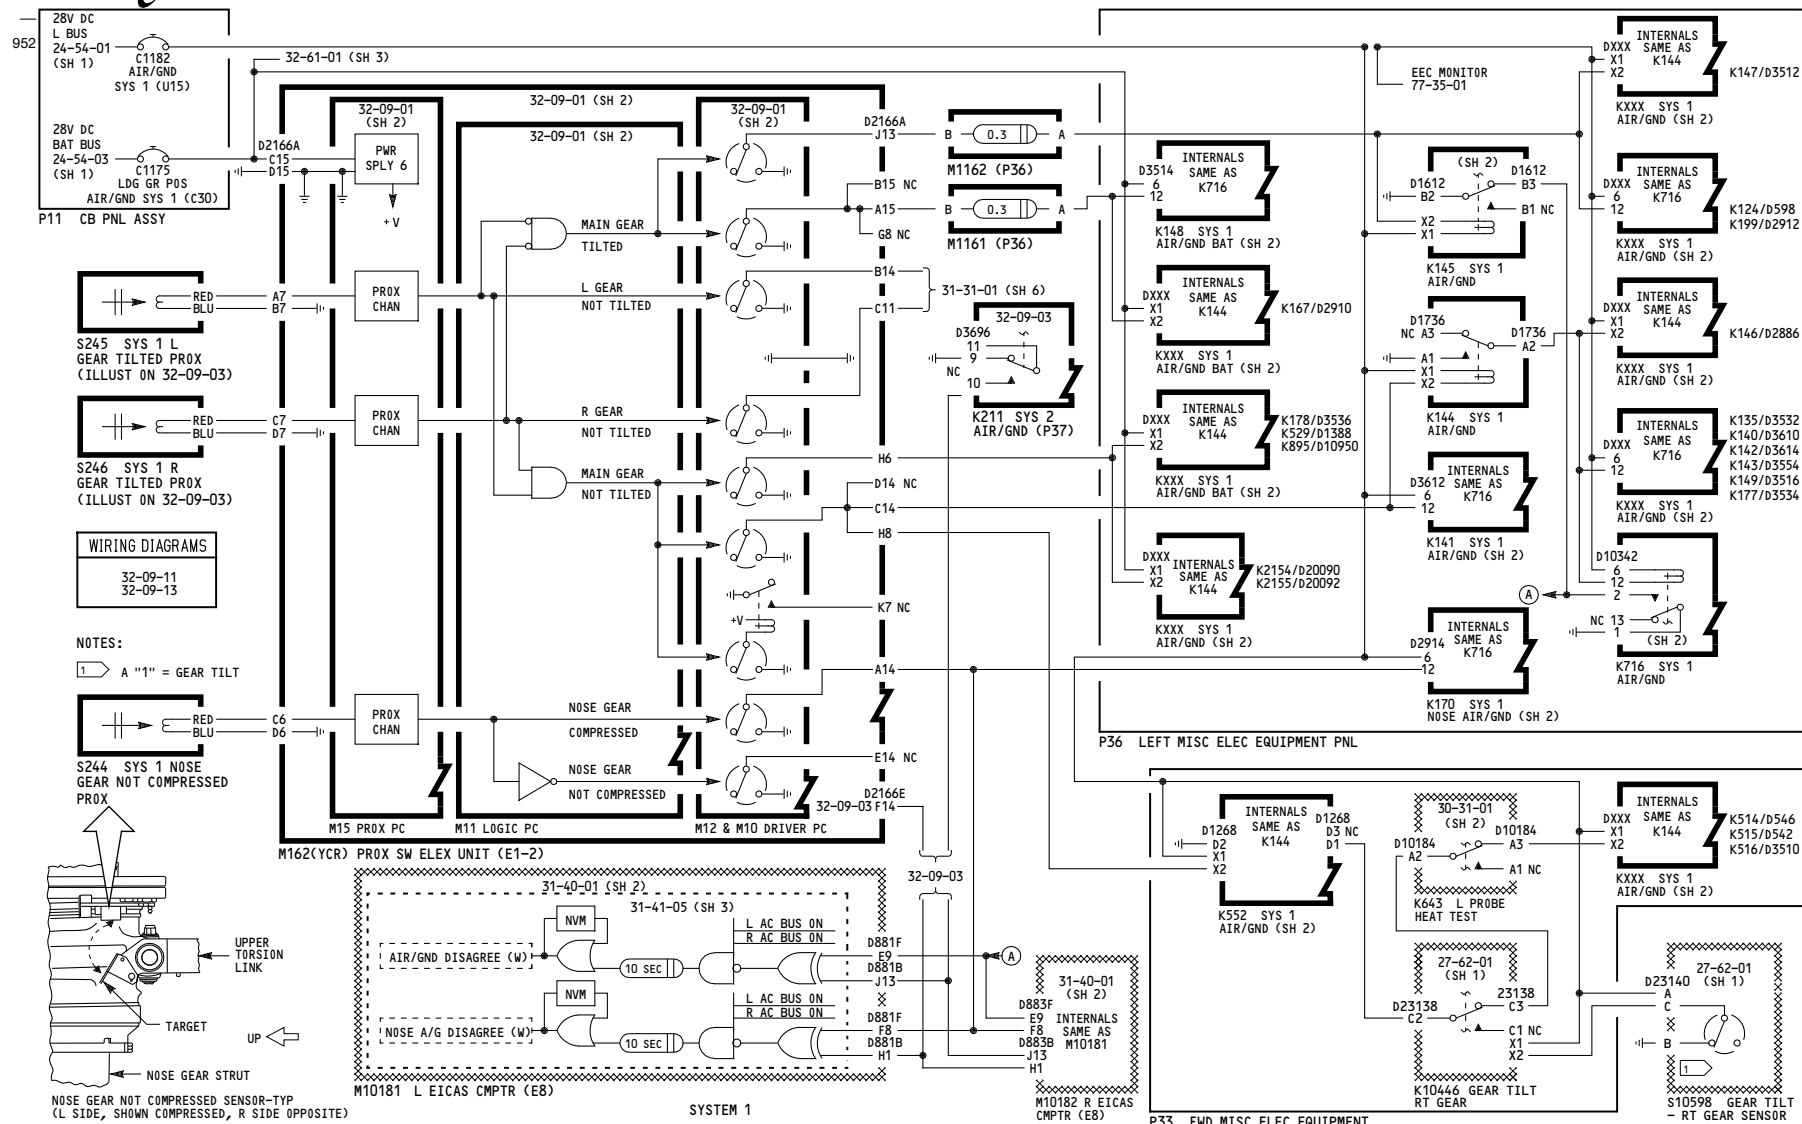 28V DC
L BUS
24-54-01
(SH 1)
952
C1182
AIR/GND
SYS 1 (U15)
28V DC
BAT BUS
24-54-03
(SH 1)
C1175
LDG GR POS
AIR/GND SYS 1 (C30)
P11 CB PNL ASSY
32-61-01 (SH 3)
D2166A
C15
D15
32-09-01 (SH 2)
32-09-01
(SH 2)
PWR
SPLY 6
+V
32-09-01 (SH 2)
32-09-01
(SH 2)
D2166A
J13
B15 NC
A15
G8 NC
B14
C11
31-31-01 (SH 6)
B 0.3 A
M1162 (P36)
B 0.3 A
M1161 (P36)
MAIN GEAR
TILTED
L GEAR
NOT TILTED
R GEAR
NOT TILTED
MAIN GEAR
NOT TILTED
NOSE GEAR
COMPRESSED
NOSE GEAR
NOT COMPRESSED
PROX
CHAN
PROX
CHAN
PROX
CHAN
RED A7
BLU B7
S245 SYS 1 L
GEAR TILTED PROX
(ILLUST ON 32-09-03)
RED C7
BLU D7
S246 SYS 1 R
GEAR TILTED PROX
(ILLUST ON 32-09-03)
WIRING DIAGRAMS
32-09-11
32-09-13
NOTES:
1 A "1" = GEAR TILT
RED C6
BLU D6
S244 SYS 1 NOSE
GEAR NOT COMPRESSED
PROX
H6
D14 NC
C14
H8
+V
K7 NC
A14
E14 NC
D2166E
32-09-03 F14
M15 PROX PC
M11 LOGIC PC
M12 & M10 DRIVER PC
M162(YCR) PROX SW ELEX UNIT (E1-2)
32-09-03
D3696
11
9
NC
10
K211 SYS 2
AIR/GND (P37)
32-09-03
UPPER
TORSION
LINK
TARGET
UP
NOSE GEAR STRUT
NOSE GEAR NOT COMPRESSED SENSOR-TYP
(L SIDE, SHOWN COMPRESSED, R SIDE OPPOSITE)
31-40-01 (SH 2)
31-41-05 (SH 3)
NVM
L AC BUS ON
R AC BUS ON
AIR/GND DISAGREE (W)
10 SEC
D881F
E9
D881B
J13
NVM
L AC BUS ON
R AC BUS ON
NOSE A/G DISAGREE (W)
10 SEC
D881F
F8
D881B
H1
M10181 L EICAS CMPTR (E8)
SYSTEM 1
A
31-40-01
(SH 2)
D883F
E9
F8
D883B
J13
H1
INTERNALS
SAME AS
M10181
M10182 R EICAS
CMPTR (E8)
EEC MONITOR
77-35-01
D3514
6
12
INTERNALS
SAME AS
K716
K148 SYS 1
AIR/GND BAT (SH 2)
DXXX
X1
X2
INTERNALS
SAME AS
K144
K167/D2910
KXXX SYS 1
AIR/GND BAT (SH 2)
DXXX
X1
X2
INTERNALS
SAME AS
K144
K178/D3536
K529/D1388
K895/D10950
KXXX SYS 1
AIR/GND BAT (SH 2)
DXXX
X1
X2
INTERNALS
SAME AS
K144
K2154/D20090
K2155/D20092
KXXX SYS 1
AIR/GND (SH 2)
(SH 2)
D1612
B2
X2
X1
D1612
B3
B1 NC
K145 SYS 1
AIR/GND
D1736
NC A3
A1
X1
X2
D1736
A2
K144 SYS 1
AIR/GND
D3612
6
12
INTERNALS
SAME AS
K716
K141 SYS 1
AIR/GND (SH 2)
D2914
6
12
INTERNALS
SAME AS
K716
K170 SYS 1
NOSE AIR/GND (SH 2)
DXXX
X1
X2
INTERNALS
SAME AS
K144
K147/D3512
KXXX SYS 1
AIR/GND (SH 2)
DXXX
6
12
INTERNALS
SAME AS
K716
K124/D598
K199/D2912
KXXX SYS 1
AIR/GND (SH 2)
DXXX
X1
X2
INTERNALS
SAME AS
K144
K146/D2886
KXXX SYS 1
AIR/GND (SH 2)
DXXX
6
12
INTERNALS
SAME AS
K716
K135/D3532
K140/D3610
K142/D3614
K143/D3554
K149/D3516
K177/D3534
KXXX SYS 1
AIR/GND (SH 2)
A
D10342
6
12
2
NC 13
1
(SH 2)
K716 SYS 1
AIR/GND
P36 LEFT MISC ELEC EQUIPMENT PNL
D1268
D2
X1
X2
INTERNALS
SAME AS
K144
D1268
D3 NC
D1
K552 SYS 1
AIR/GND (SH 2)
30-31-01
(SH 2)
D10184
A2
D10184
A3
A1 NC
K643 L PROBE
HEAT TEST
DXXX
X1
X2
INTERNALS
SAME AS
K144
K514/D546
K515/D542
K516/D3510
KXXX SYS 1
AIR/GND (SH 2)
27-62-01
(SH 1)
D23138
C2
23138
C3
C1 NC
X1
X2
K10446 GEAR TILT
RT GEAR
27-62-01
(SH 1)
D23140
A
C
B
1
S10598 GEAR TILT
- RT GEAR SENSOR
P33 FWD MISC ELEC EQUIPMENT